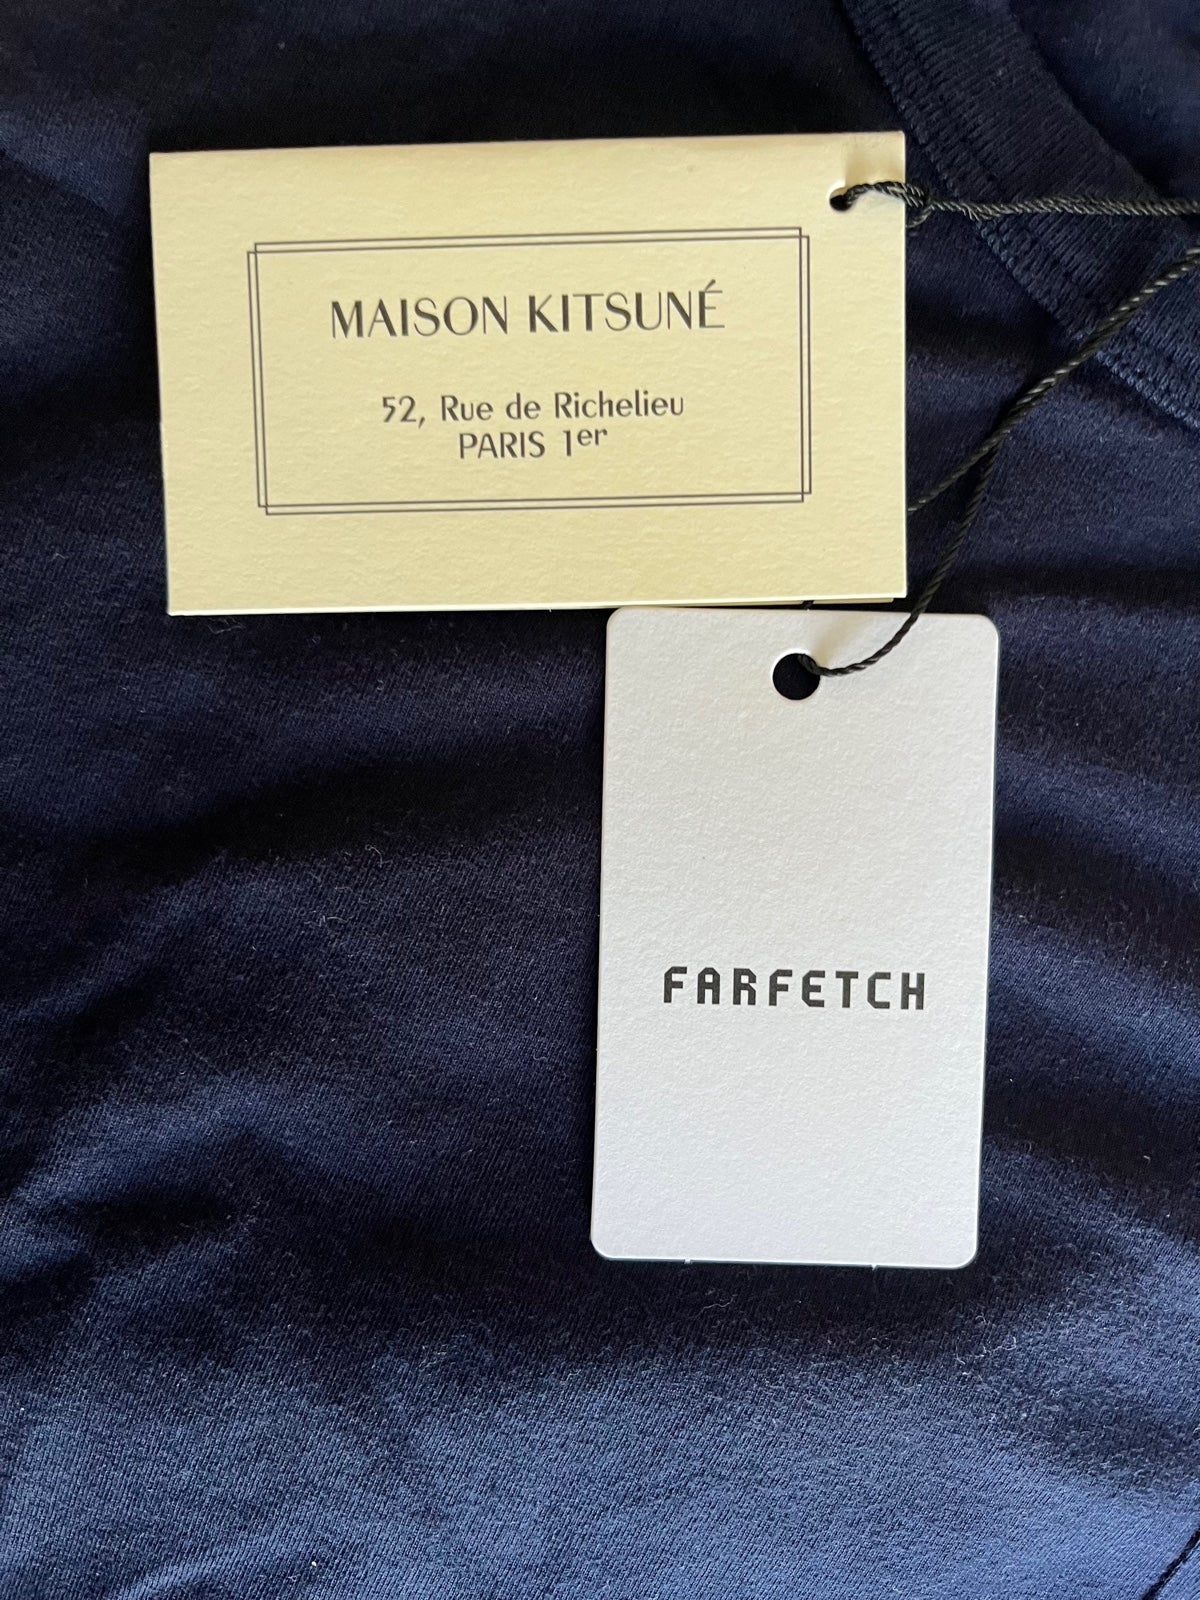 MAISON KITSUNÉ
52, Rue de Richelieu
PARIS 1er
FARFETCH